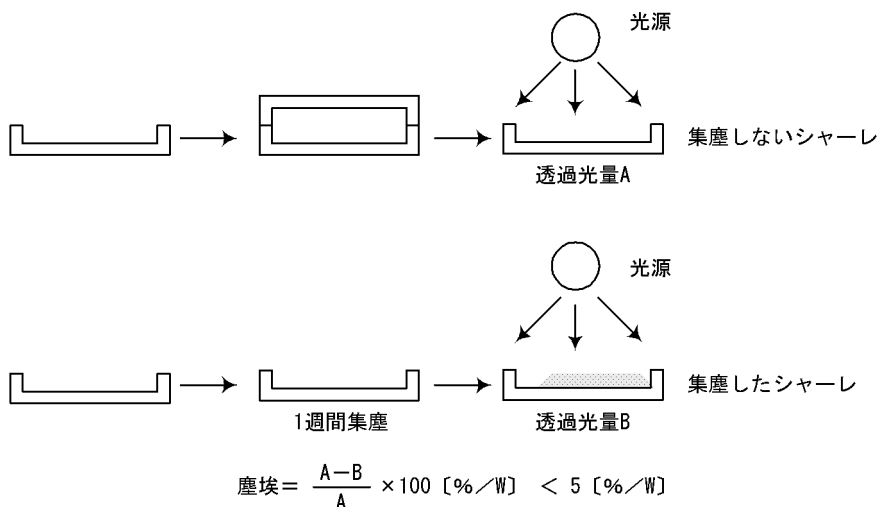 光源
集塵しないシャーレ
透過光量A
光源
集塵したシャーレ
1週間集塵
透過光量B
塵埃= A-B/A ×100 [%/W] < 5 [%/W]